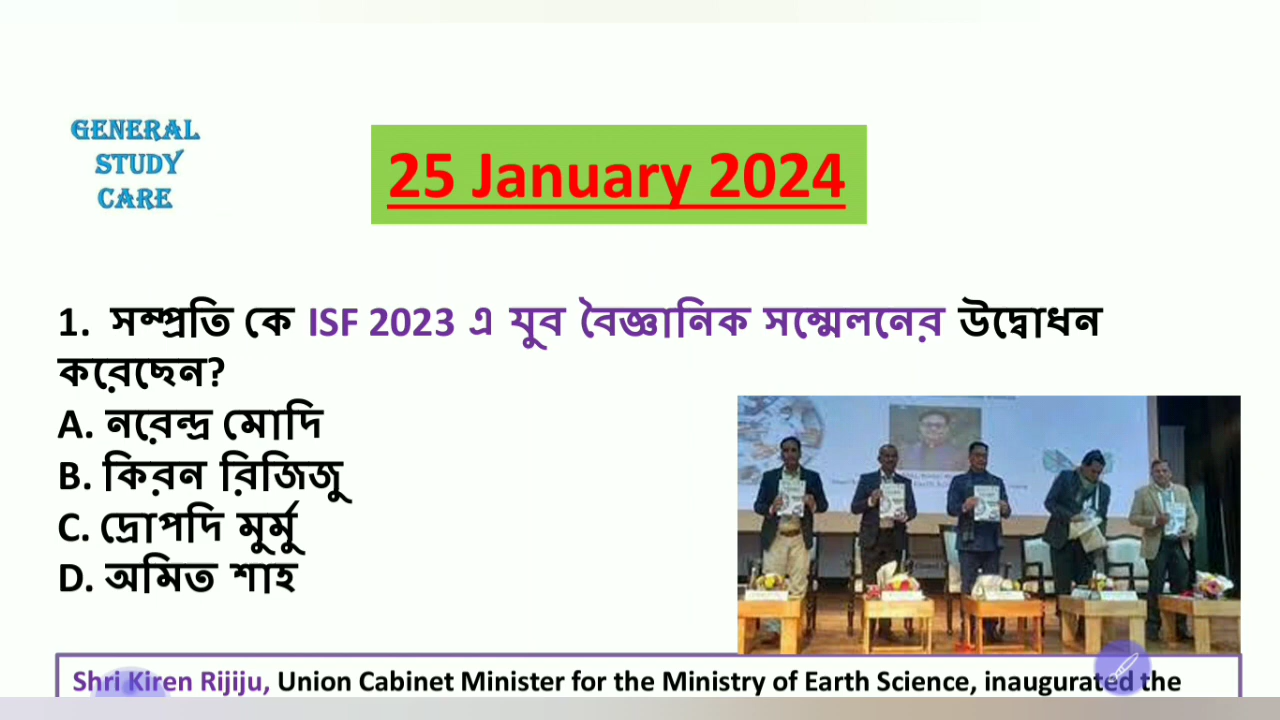 GENERAL
STUDY
CARE
25 January 2024
1. সম্প্রতি কে ISF 2023 এ যুব বৈজ্ঞানিক সম্মেলনের উদ্বোধন
করেছেন?
A. নরেন্দ্র মোদি
B. কিরন রিজিজু
C. দ্রোপদি মুর্মু
D. অমিত শাহ
Shri Kiren Rijiju, Union Cabinet Minister for the Ministry of Earth Science, inaugurated the